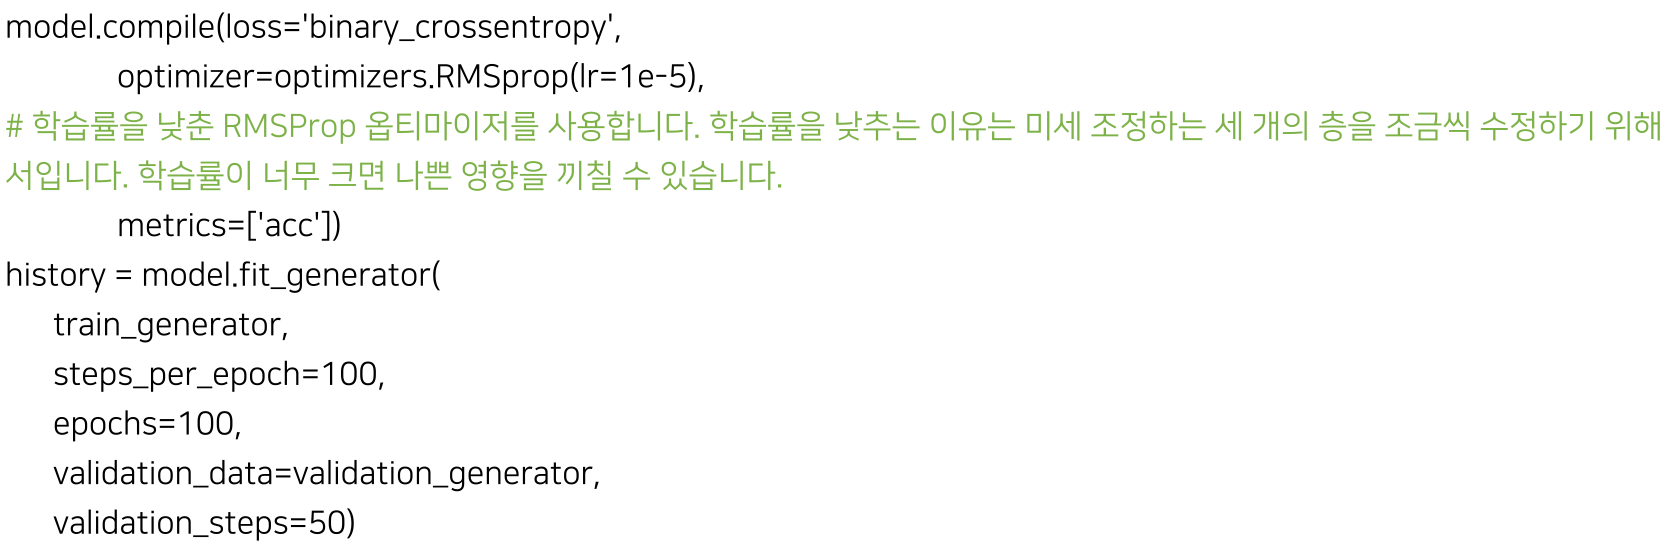 model.compile(loss='binary_crossentropy',
optimizer=optimizers.RMSprop(lr=1e-5),
# 학습률을 낮춘 RMSProp 옵티마이저를 사용합니다. 학습률을 낮추는 이유는 미세 조정하는 세 개의 층을 조금씩 수정하기 위해
서입니다. 학습률이 너무 크면 나쁜 영향을 끼칠 수 있습니다.
metrics=['acc'])
history = model.fit_generator(
train_generator,
steps_per_epoch=100,
epochs=100,
validation_data=validation_generator,
validation_steps=50)